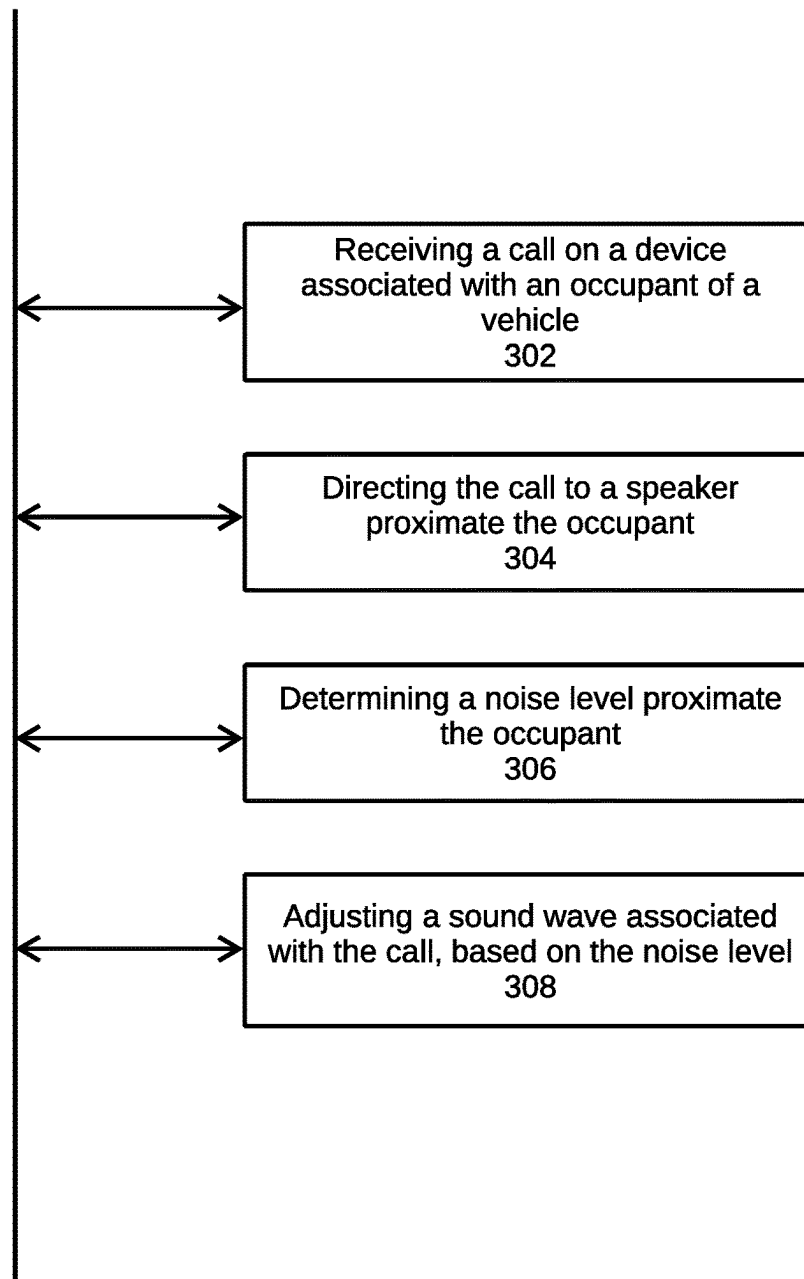 Receiving a call on a device
associated with an occupant of a
vehicle
302
Directing the call to a speaker
proximate the occupant
304
Determining a noise level proximate
the occupant
306
Adjusting a sound wave associated
with the call, based on the noise level
308